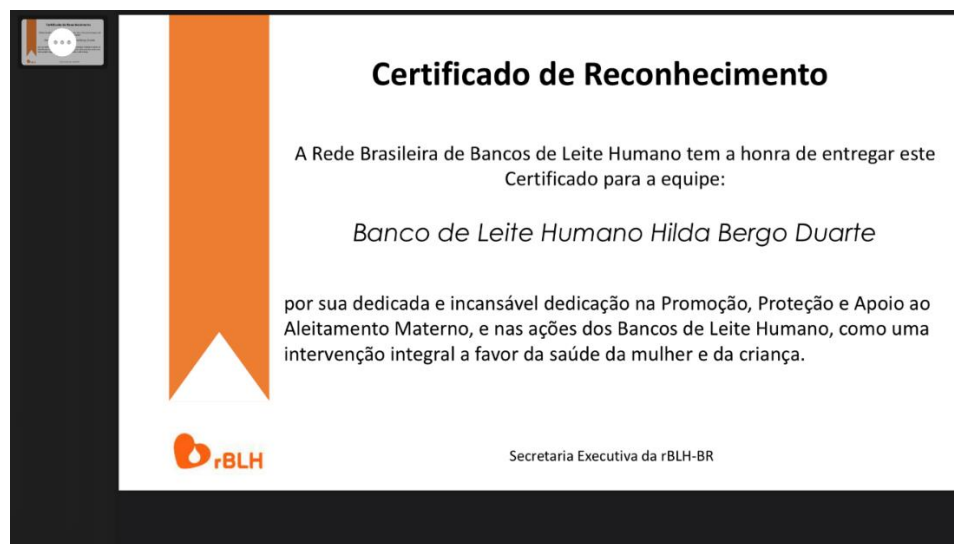 Certificado de Reconhecimento
A Rede Brasileira de Bancos de Leite Humano tem a honra de entregar este
Certificado para a equipe:
Banco de Leite Humano Hilda Bergo Duarte
por sua dedicada e incansável dedicação na Promoção, Proteção e Apoio ao
Aleitamento Materno, e nas ações dos Bancos de Leite Humano, como uma
intervenção integral a favor da saúde da mulher e da criança.
rBLH
Secretaria Executiva da rBLH-BR